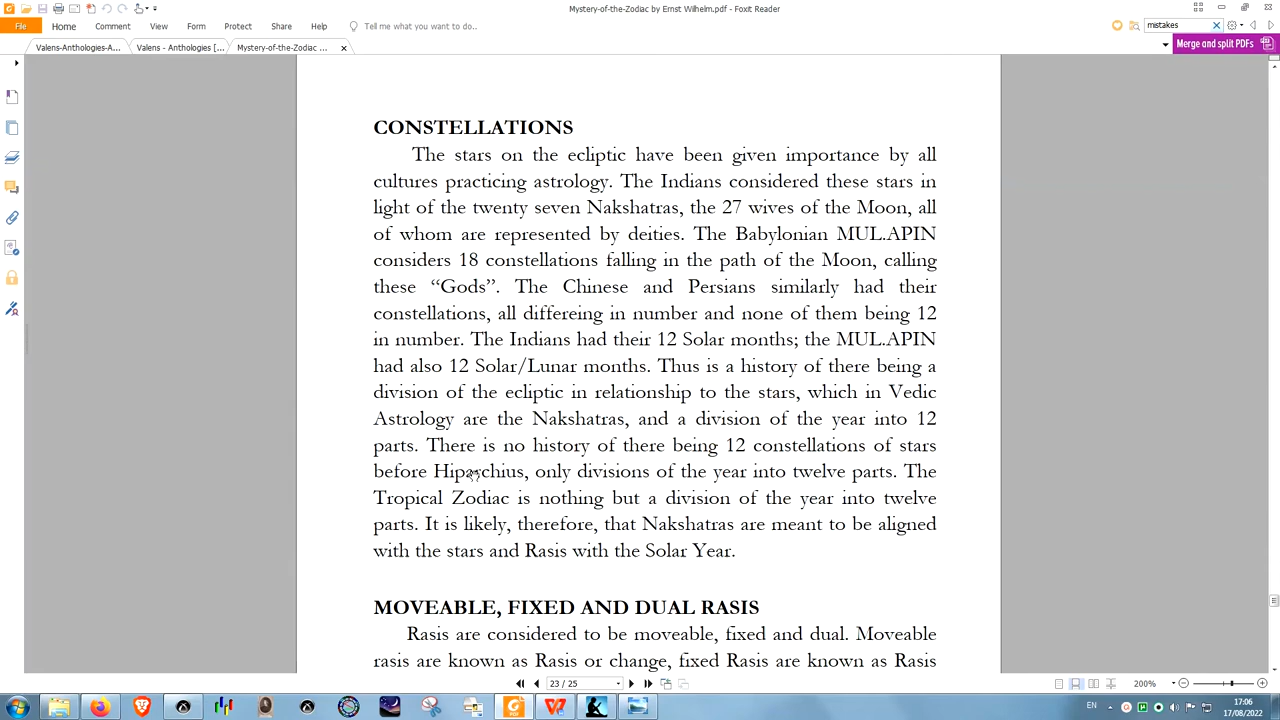 Mystery-of-the-Zodiac by Ernst Wilhelm.pdf - Foxit Reader
File Home Comment View Form Protect Share Help Tell me what you want to do.. mistakes
Valens-Anthologies-A... Valens - Anthologies [... Mystery-of-the-Zodiac ... Merge and split PDFs
CONSTELLATIONS
The stars on the ecliptic have been given importance by all
cultures practicing astrology. The Indians considered these stars in
light of the twenty seven Nakshatras, the 27 wives of the Moon, all
of whom are represented by deities. The Babylonian MUL.APIN
considers 18 constellations falling in the path of the Moon, calling
these “Gods”. The Chinese and Persians similarly had their
constellations, all differeing in number and none of them being 12
in number. The Indians had their 12 Solar months; the MUL.APIN
had also 12 Solar/Lunar months. Thus is a history of there being a
division of the ecliptic in relationship to the stars, which in Vedic
Astrology are the Nakshatras, and a division of the year into 12
parts. There is no history of there being 12 constellations of stars
before Hiparchius, only divisions of the year into twelve parts. The
Tropical Zodiac is nothing but a division of the year into twelve
parts. It is likely, therefore, that Nakshatras are meant to be aligned
with the stars and Rasis with the Solar Year.
MOVEABLE, FIXED AND DUAL RASIS
Rasis are considered to be moveable, fixed and dual. Moveable
rasis are known as Rasis or change, fixed Rasis are known as Rasis
23 / 25 200%
EN 17:06
17/08/2022